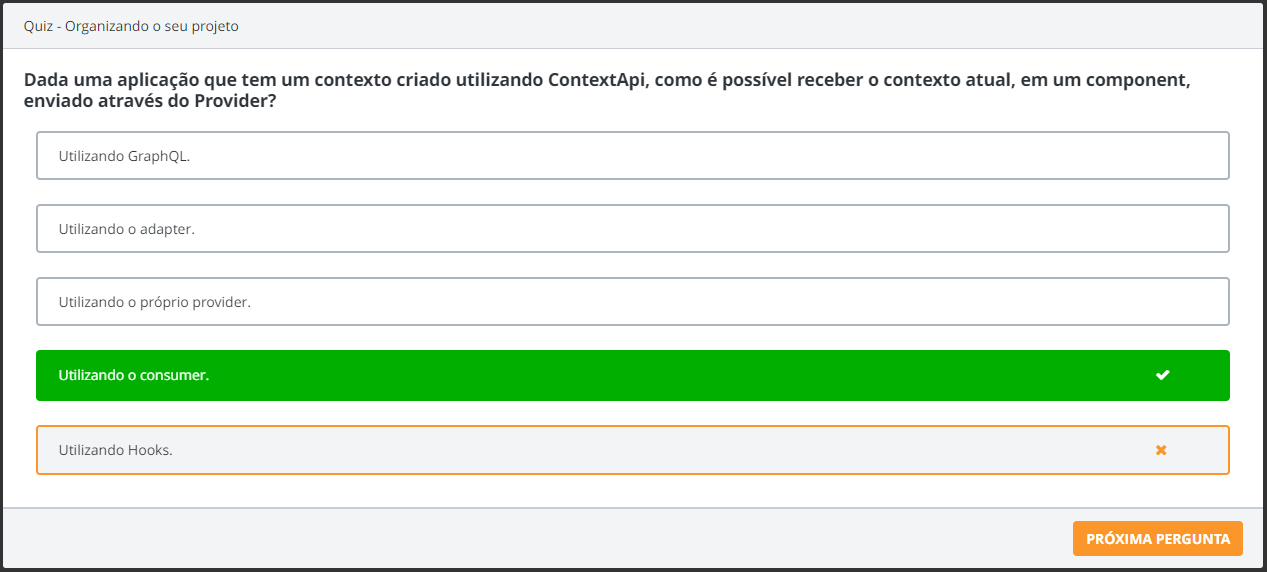 Quiz - Organizando o seu projeto
Dada uma aplicação que tem um contexto criado utilizando ContextApi, como é possível receber o contexto atual, em um component,
enviado através do Provider?
Utilizando GraphQL.
Utilizando o adapter.
Utilizando o próprio provider.
Utilizando o consumer.
Utilizando Hooks.
PRÓXIMA PERGUNTA